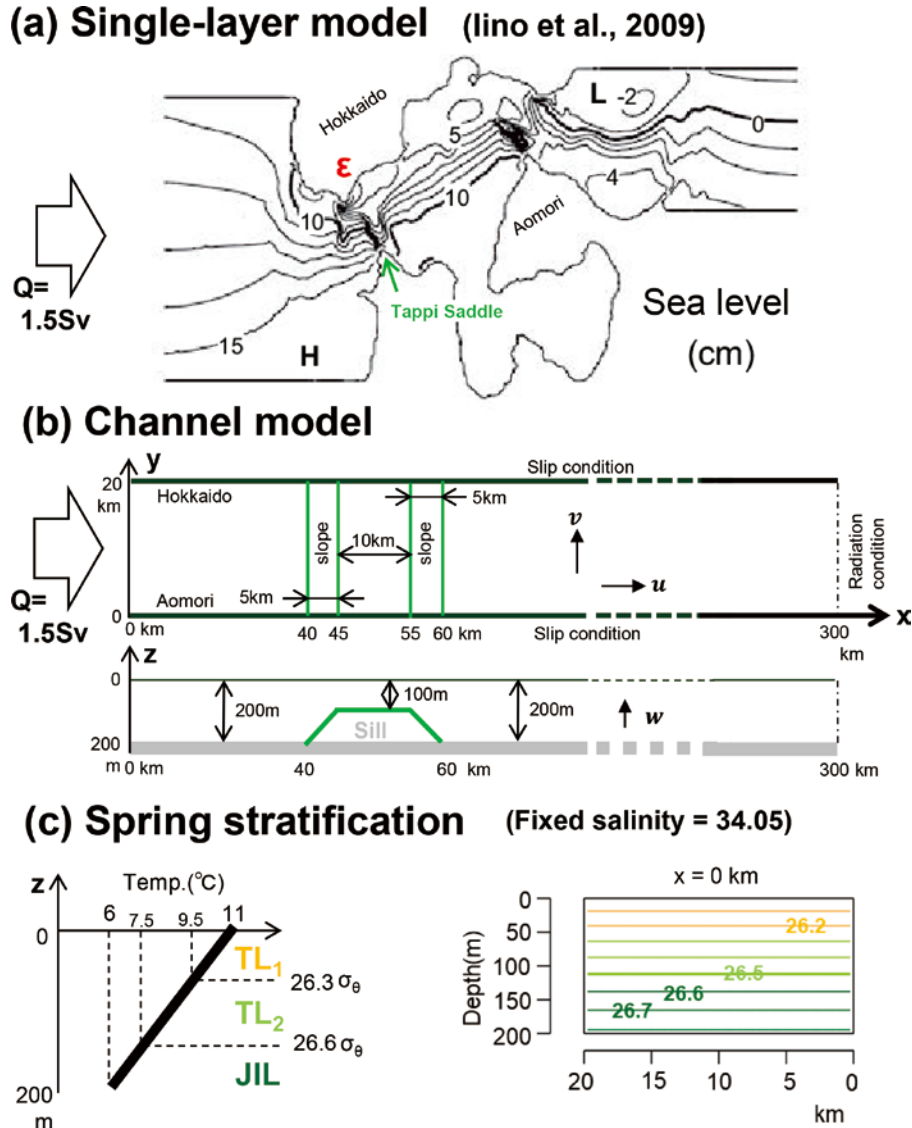 (a) Single-layer model (Iino et al., 2009)
Hokkaido
L
-2
0
5
ε
4
10
10
Aomori
Q=
1.5Sv
Tappi Saddle
Sea level
(cm)
15
H
(b) Channel model
y
Slip condition
20
km
Hokkaido
5km
slope
10km
slope
v
u
Radiation
condition
Q=
1.5Sv
5km
Aomori
0
0 km
40
45
55
60 km
Slip condition
300
km
x
z
0
200m
100m
200m
w
Sill
200
m
0 km
40
60 km
300 km
(c) Spring stratification (Fixed salinity = 34.05)
z
Temp.(℃)
6
7.5
9.5
11
0
TL1
26.3 σθ
TL2
26.6 σθ
JIL
200
m
x = 0 km
Depth(m)
0
50
100
150
200
26.2
26.5
26.6
26.7
20
15
10
5
0
km